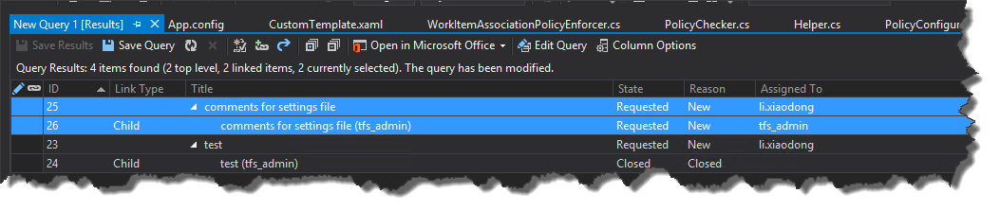 New Query 1 [Results] App.config CustomTemplate.xaml WorkItemAssociationPolicyEnforcer.cs PolicyChecker.cs Helper.cs PolicyConfigur
Save Results Save Query Open in Microsoft Office Edit Query Column Options
Query Results: 4 items found (2 top level, 2 linked items, 2 currently selected). The query has been modified.
ID Link Type Title State Reason Assigned To
25 comments for settings file Requested New li.xiaodong
26 Child comments for settings file (tfs_admin) Requested New tfs_admin
23 test Requested New li.xiaodong
24 Child test (tfs_admin) Closed Closed